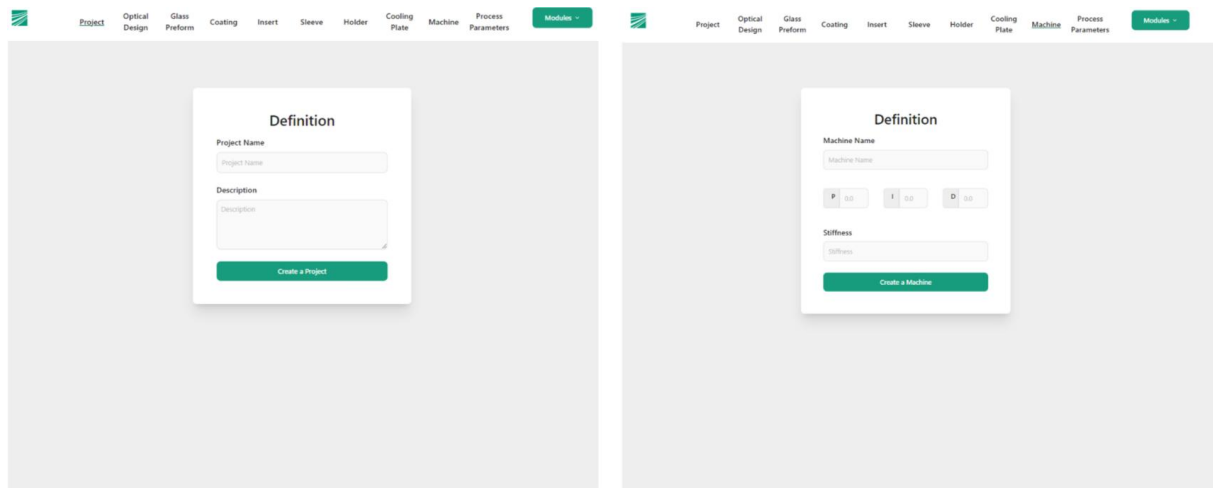 Project Optical Design Glass Preform Coating Insert Sleeve Holder Cooling Plate Machine Process Parameters Modules
Definition
Project Name
Project Name
Description
Description
Create a Project
Project Optical Design Glass Preform Coating Insert Sleeve Holder Cooling Plate Machine Process Parameters Modules
Definition
Machine Name
Machine Name
P 0.0 I 0.0 D 0.0
Stiffness
Stiffness
Create a Machine